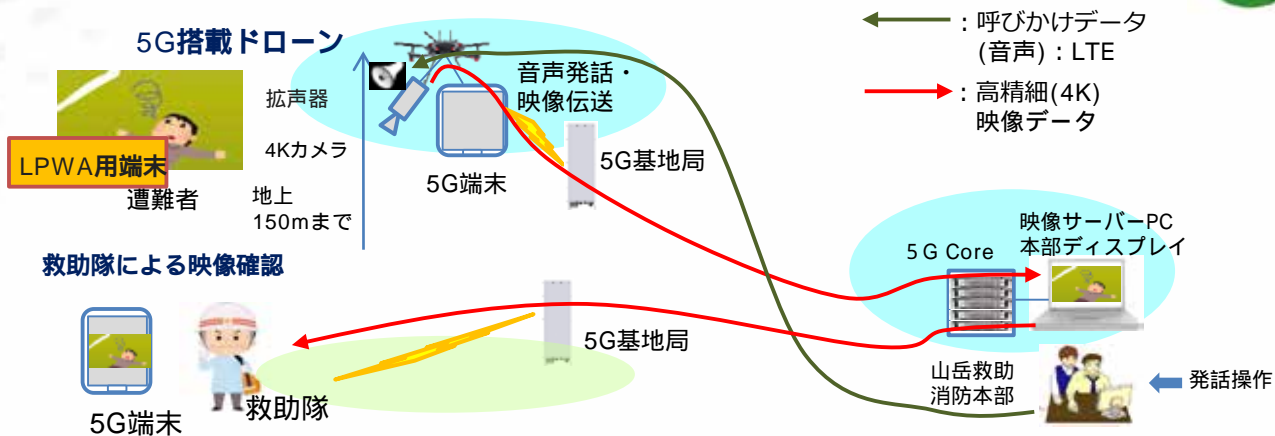 5G搭載ドローン
: 呼びかけデータ
(音声) : LTE
: 高精細(4K)
映像データ
音声発話・
映像伝送
拡声器
4Kカメラ
LPWA用端末
遭難者
地上
150mまで
5G端末
5G基地局
映像サーバーPC
本部ディスプレイ
5G Core
救助隊による映像確認
5G基地局
山岳救助
消防本部
発話操作
救助隊
5G端末